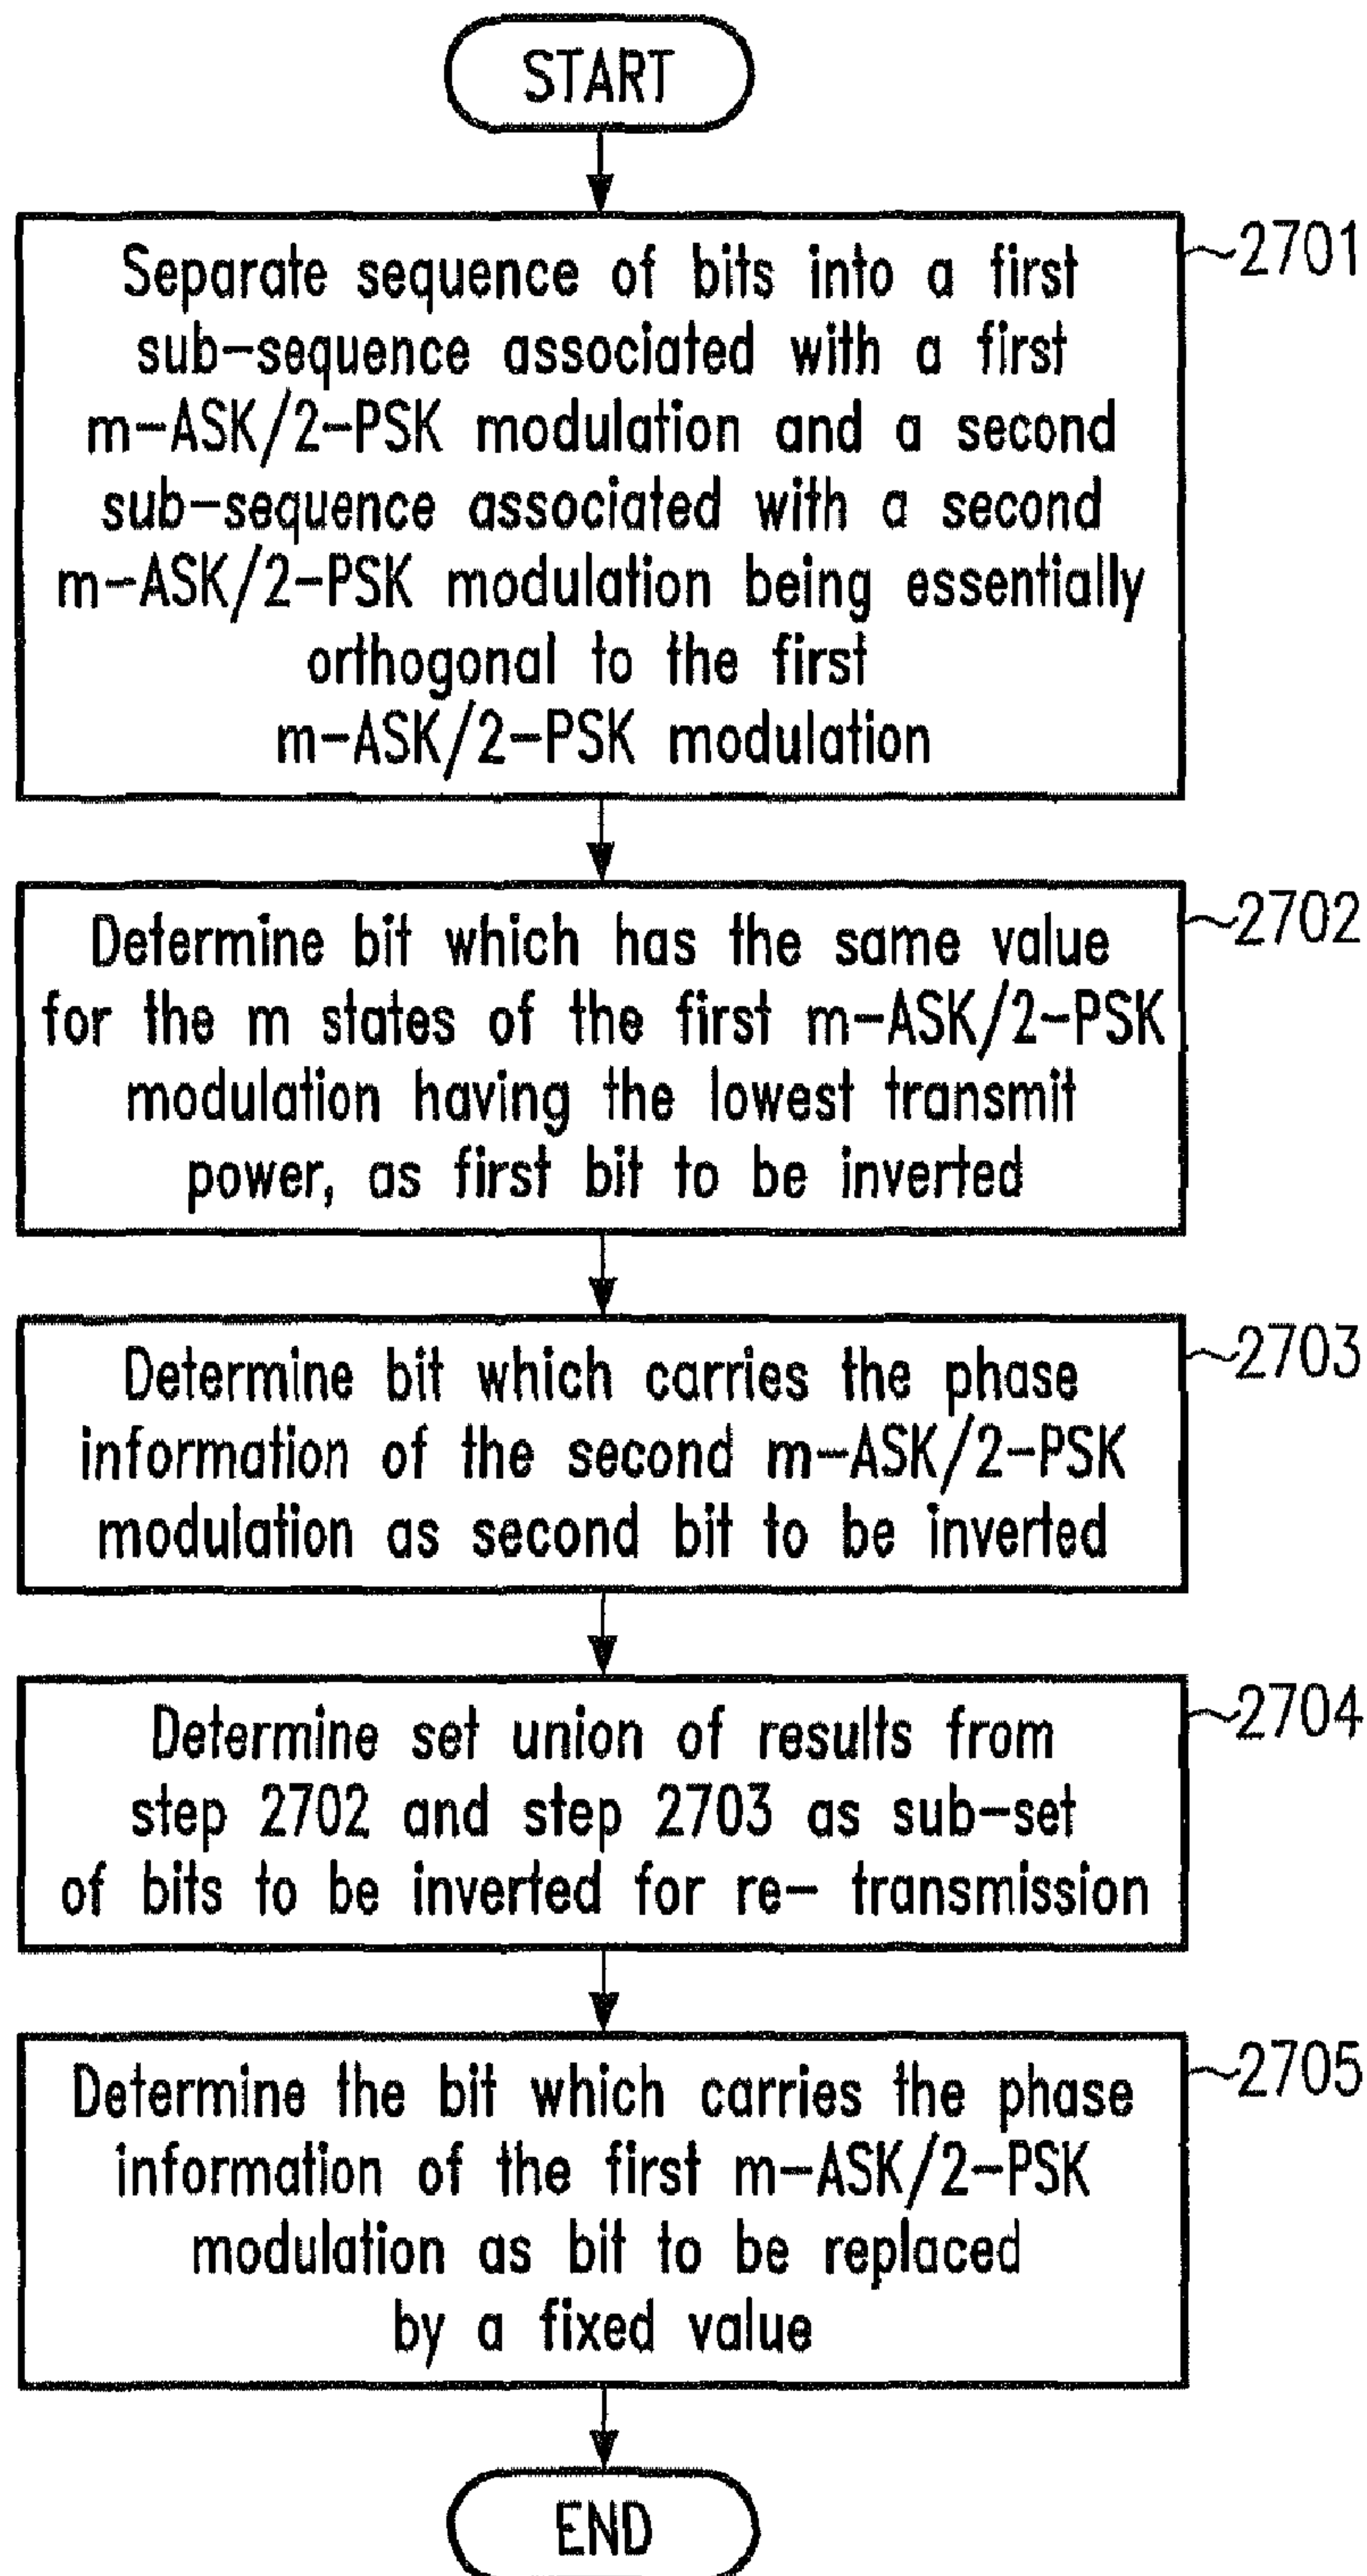 START
Separate sequence of bits into a first
sub-sequence associated with a first
m-ASK/2-PSK modulation and a second
sub-sequence associated with a second
m-ASK/2-PSK modulation being essentially
orthogonal to the first
m-ASK/2-PSK modulation
2701
Determine bit which has the same value
for the m states of the first m-ASK/2-PSK
modulation having the lowest transmit
power, as first bit to be inverted
2702
Determine bit which carries the phase
information of the second m-ASK/2-PSK
modulation as second bit to be inverted
2703
Determine set union of results from
step 2702 and step 2703 as sub-set
of bits to be inverted for re- transmission
2704
Determine the bit which carries the phase
information of the first m-ASK/2-PSK
modulation as bit to be replaced
by a fixed value
2705
END